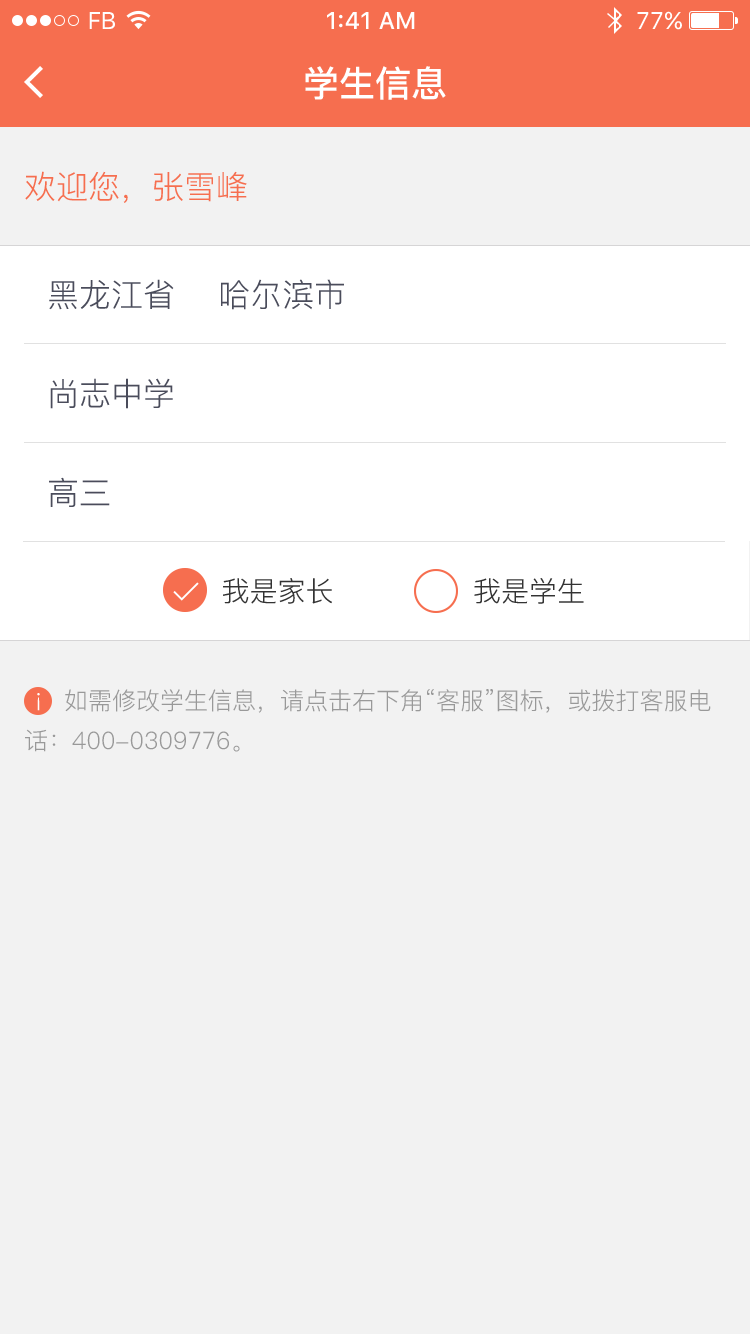 FB 1:41 AM 77%
学生信息
欢迎您，张雪峰
黑龙江省 哈尔滨市
尚志中学
高三
我是家长 我是学生
如需修改学生信息，请点击右下角“客服”图标，或拨打客服电
话：400-0309776。